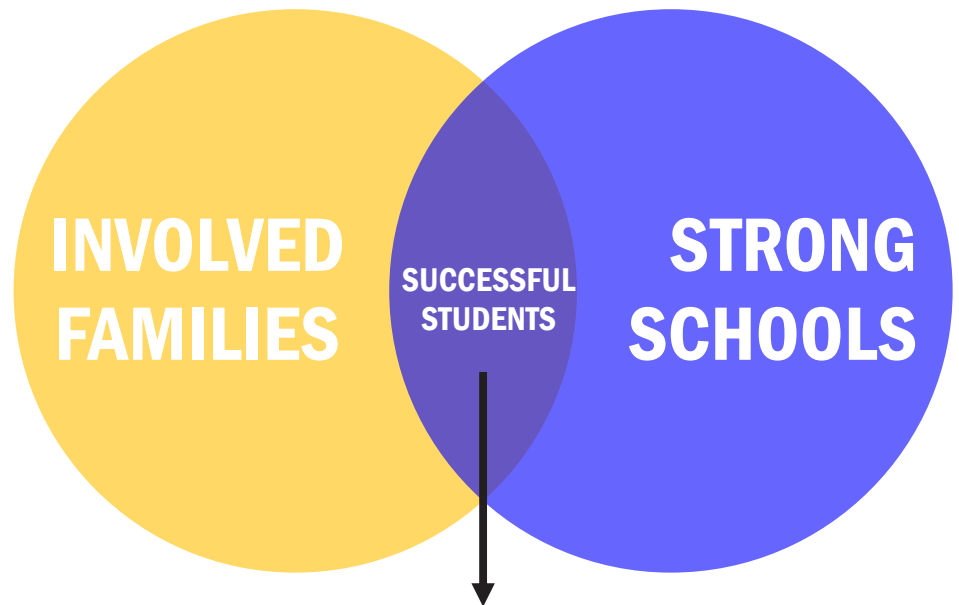 INVOLVED
FAMILIES
SUCCESSFUL
STUDENTS
STRONG
SCHOOLS